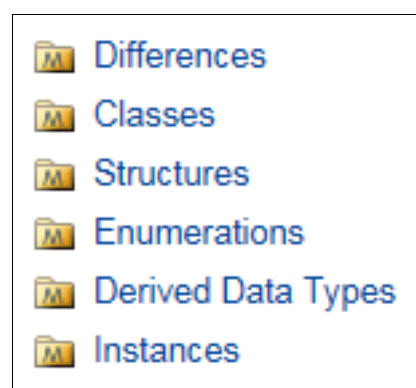 Differences
Classes
Structures
Enumerations
Derived Data Types
Instances